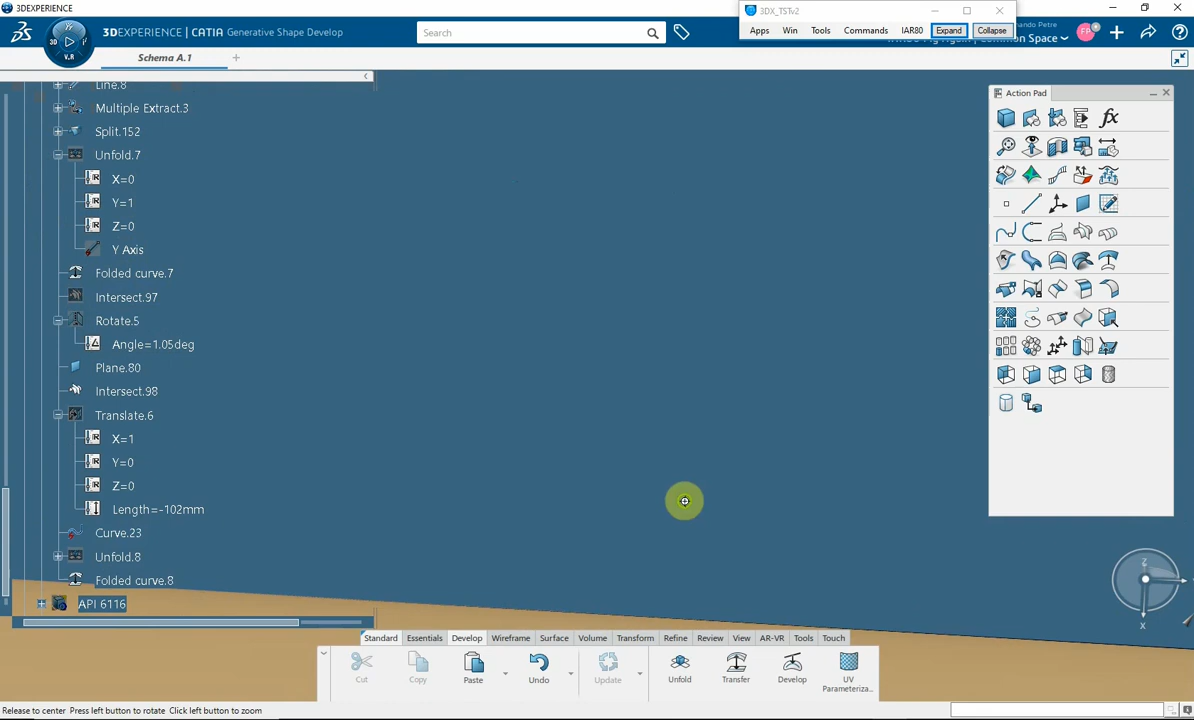 3DEXPERIENCE
3DX_TSTv2
3DEXPERIENCE | CATIA Generative Shape Develop
Search
Apps Win Tools Commands IAR80 Expand Collapse
Common Space
FP
3D
V.R
Schema A.1
Line.8
Multiple Extract.3
Split.152
Unfold.7
X=0
Y=1
Z=0
Y Axis
Folded curve.7
Intersect.97
Rotate.5
Angle=1.05deg
Plane.80
Intersect.98
Translate.6
X=1
Y=0
Z=0
Length=-102mm
Curve.23
Unfold.8
Folded curve.8
API 6116
Action Pad
fx
Z
X
Standard Essentials Develop Wireframe Surface Volume Transform Refine Review View AR-VR Tools Touch
Cut Copy Paste Undo Update Unfold Transfer Develop UV
Parameteriza...
Release to center Press left button to rotate Click left button to zoom